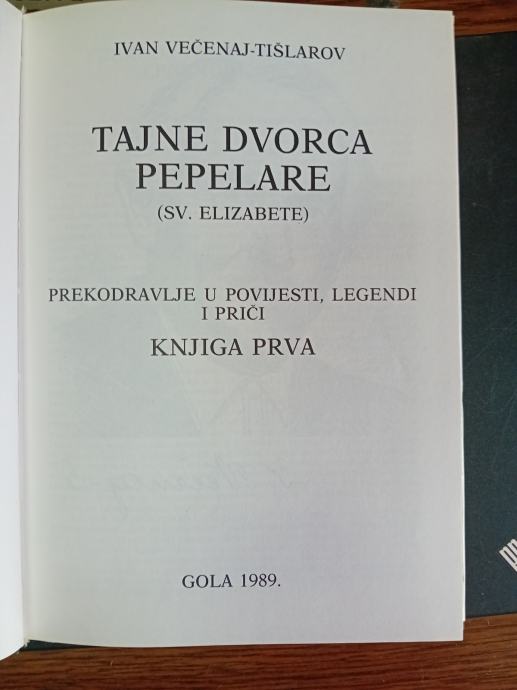 IVAN VEČENAJ-TIŠLAROV
TAJNE DVORCA
PEPELARE
(SV. ELIZABETE)
PREKODRAVLJE U POVIJESTI, LEGENDI
I PRIČI
KNJIGA PRVA
GOLA 1989.